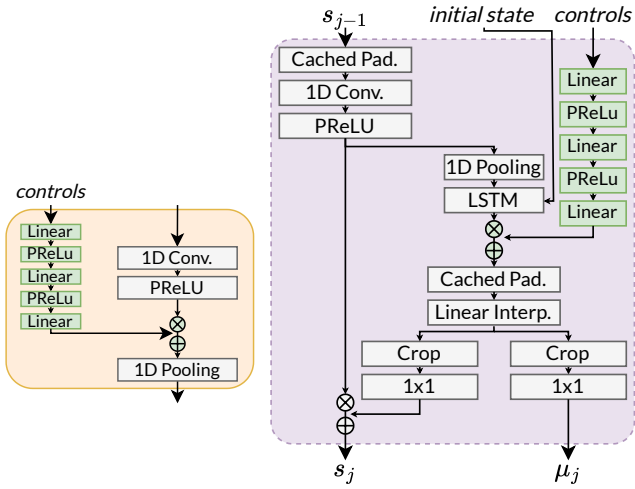 controls
Linear
PReLu
Linear
PReLu
Linear
1D Conv.
PReLU
1D Pooling
s_{j-1}
initial state
controls
Cached Pad.
1D Conv.
PReLU
Linear
PReLu
Linear
PReLu
Linear
1D Pooling
LSTM
Cached Pad.
Linear Interp.
Crop
Crop
1x1
1x1
s_j
μ_j